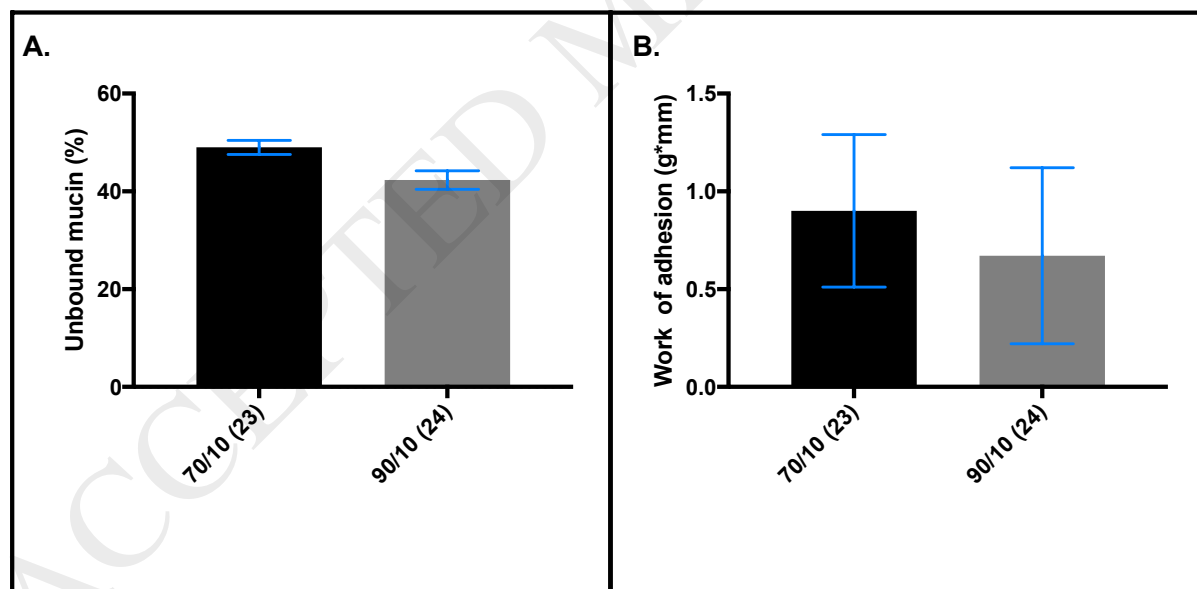 A.
Unbound mucin (%)
60
40
20
0
70/10 (23)
90/10 (24)
B.
Work of adhesion (g*mm)
1.5
1.0
0.5
0.0
70/10 (23)
90/10 (24)
ACCEPTED M